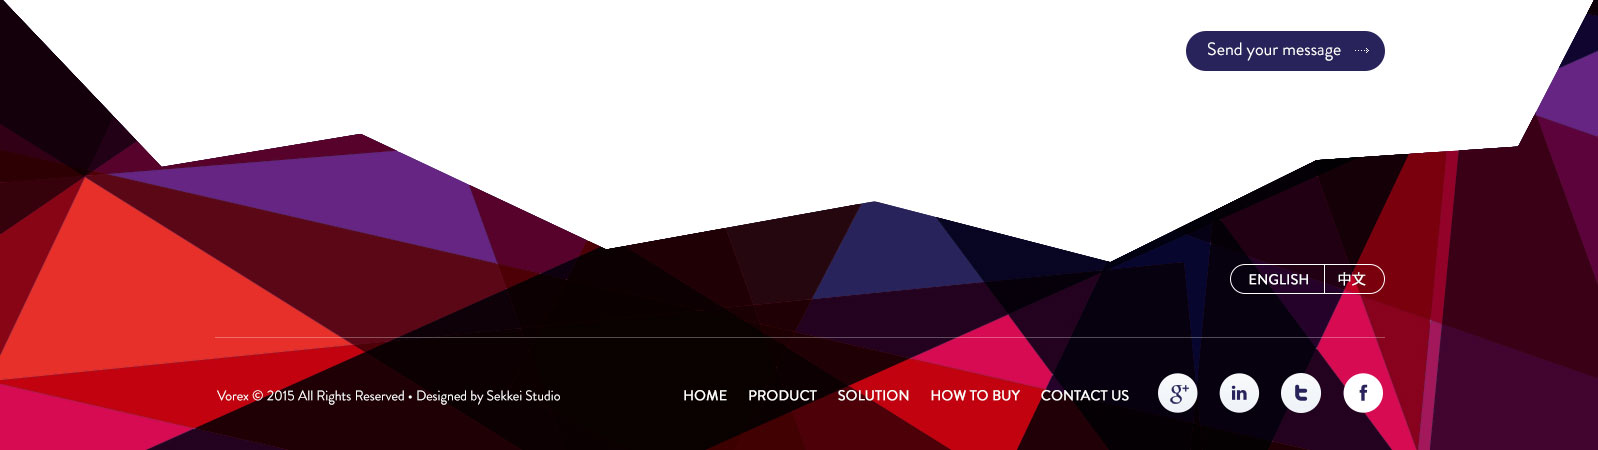 Send your message
ENGLISH 中文
Vorex © 2015 All Rights Reserved • Designed by Sekkei Studio HOME PRODUCT SOLUTION HOW TO BUY CONTACT US g+ in t f